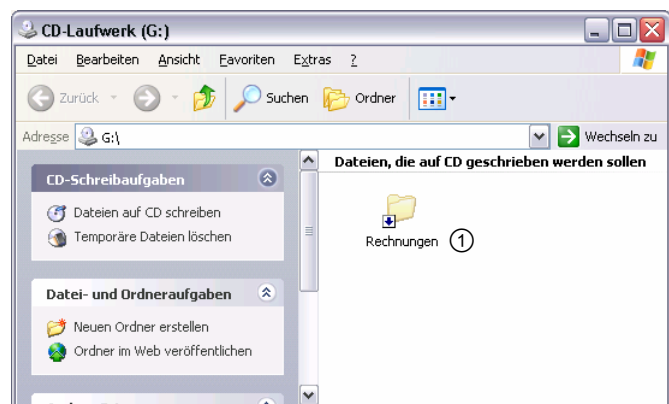 CD-Laufwerk (G:)
Datei Bearbeiten Ansicht Favoriten Extras ?
Zurück Suchen Ordner
Adresse G:\ Wechseln zu
Dateien, die auf CD geschrieben werden sollen
CD-Schreibaufgaben
Dateien auf CD schreiben
Temporäre Dateien löschen
Rechnungen 1
Datei- und Ordneraufgaben
Neuen Ordner erstellen
Ordner im Web veröffentlichen